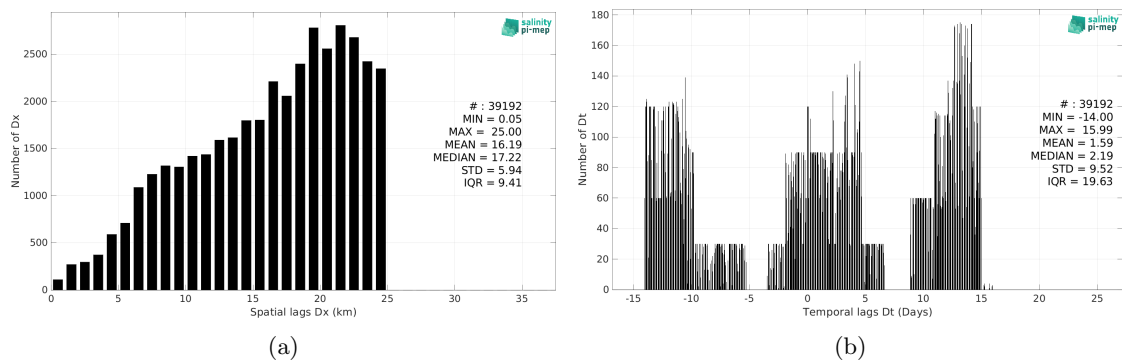 salinity
pi-mep
2500
2000
1500
1000
500
0
Number of Dx
# : 39192
MIN = 0.05
MAX = 25.00
MEAN = 16.19
MEDIAN = 17.22
STD = 5.94
IQR = 9.41
0 5 10 15 20 25 30 35
Spatial lags Dx (km)
(a)
salinity
pi-mep
180
160
140
120
100
80
60
40
20
0
Number of Dt
# : 39192
MIN = -14.00
MAX = 15.99
MEAN = 1.59
MEDIAN = 2.19
STD = 9.52
IQR = 19.63
-15 -10 -5 0 5 10 15 20 25
Temporal lags Dt (Days)
(b)